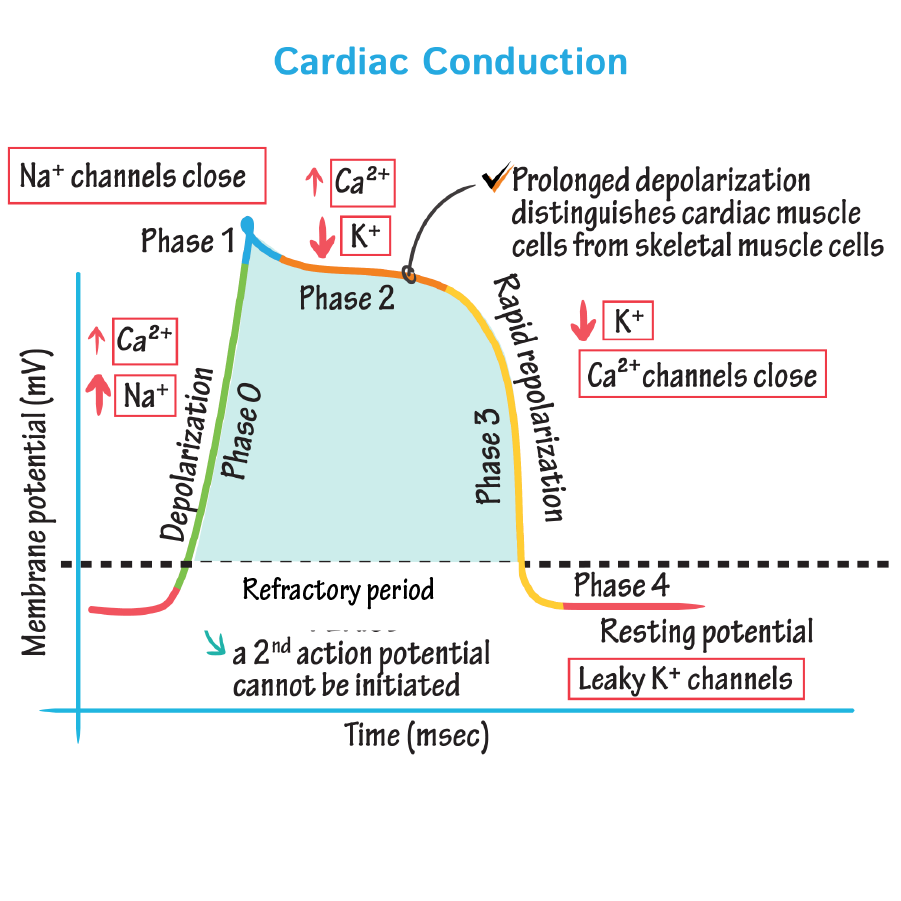 Cardiac Conduction
Na⁺ channels close
↑ Ca²⁺
↓ K⁺
✓ Prolonged depolarization
distinguishes cardiac muscle
cells from skeletal muscle cells
Phase 1
Phase 2
Rapid repolarization
↓ K⁺
Ca²⁺ channels close
↑ Ca²⁺
↑ Na⁺
Membrane potential (mV)
Depolarization
Phase 0
Phase 3
Refractory period
Phase 4
Resting potential
Leaky K⁺ channels
a 2nd action potential
cannot be initiated
Time (msec)